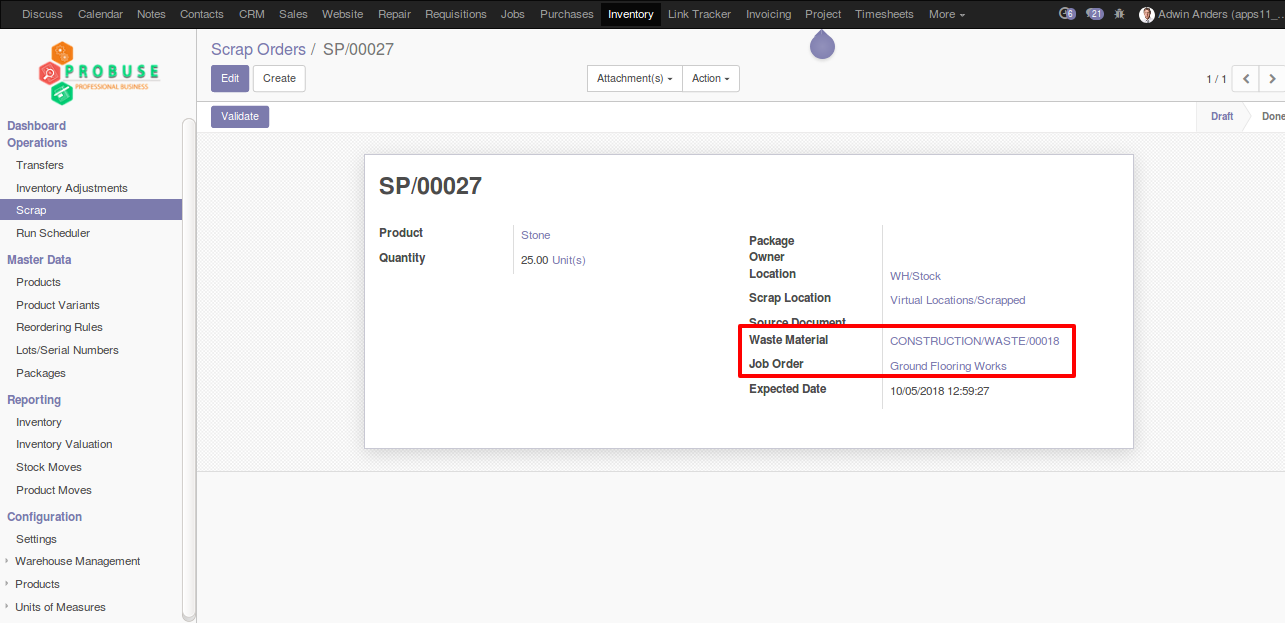 Discuss Calendar Notes Contacts CRM Sales Website Repair Requisitions Jobs Purchases Inventory Link Tracker Invoicing Project Timesheets More 6 21 Adwin Anders (apps11_...
PROBUSE
PROFESSIONAL BUSINESS
Dashboard
Operations
Transfers
Inventory Adjustments
Scrap
Run Scheduler
Master Data
Products
Product Variants
Reordering Rules
Lots/Serial Numbers
Packages
Reporting
Inventory
Inventory Valuation
Stock Moves
Product Moves
Configuration
Settings
Warehouse Management
Products
Units of Measures
Scrap Orders / SP/00027
Edit Create Attachment(s) Action 1 / 1
Validate Draft Done
SP/00027
Product Stone
Quantity 25.00 Unit(s)
Package
Owner
Location WH/Stock
Scrap Location Virtual Locations/Scrapped
Source Document
Waste Material CONSTRUCTION/WASTE/00018
Job Order Ground Flooring Works
Expected Date 10/05/2018 12:59:27